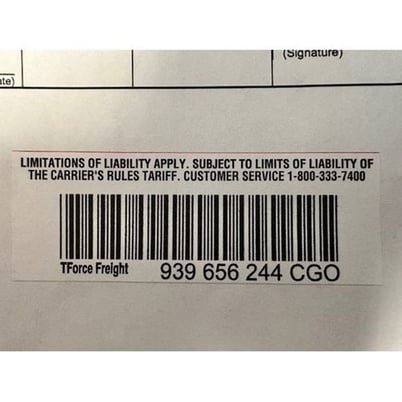 (Signature)
ate)
LIMITATIONS OF LIABILITY APPLY. SUBJECT TO LIMITS OF LIABILITY OF
THE CARRIER'S RULES TARIFF. CUSTOMER SERVICE 1-800-333-7400
TForce Freight 939 656 244 CGO